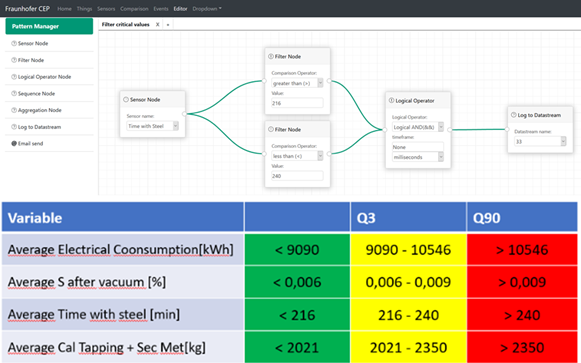 Fraunhofer CEP Home Things Sensors Comparison Events Editor Dropdown
Pattern Manager
Filter critical values X +
Sensor Node
Filter Node
Logical Operator Node
Sequence Node
Aggregation Node
Log to Datastream
Email send
Sensor Node
Sensor name:
Time with Steel
Filter Node
Comparison Operator:
greater than (>)
Value:
216
Filter Node
Comparison Operator:
less than (<)
Value:
240
Logical Operator
Logical Operator:
Logical AND(&&)
timeframe:
None
milliseconds
Log to Datastream
Datastream name:
33
Variable Q3 Q90
Average Electrical Coonsumption[kWh] < 9090 9090 - 10546 > 10546
Average S after vacuum [%] < 0,006 0,006 - 0,009 > 0,009
Average Time with steel [min] < 216 216 - 240 > 240
Average Cal Tapping + Sec Met[kg] < 2021 2021 - 2350 > 2350